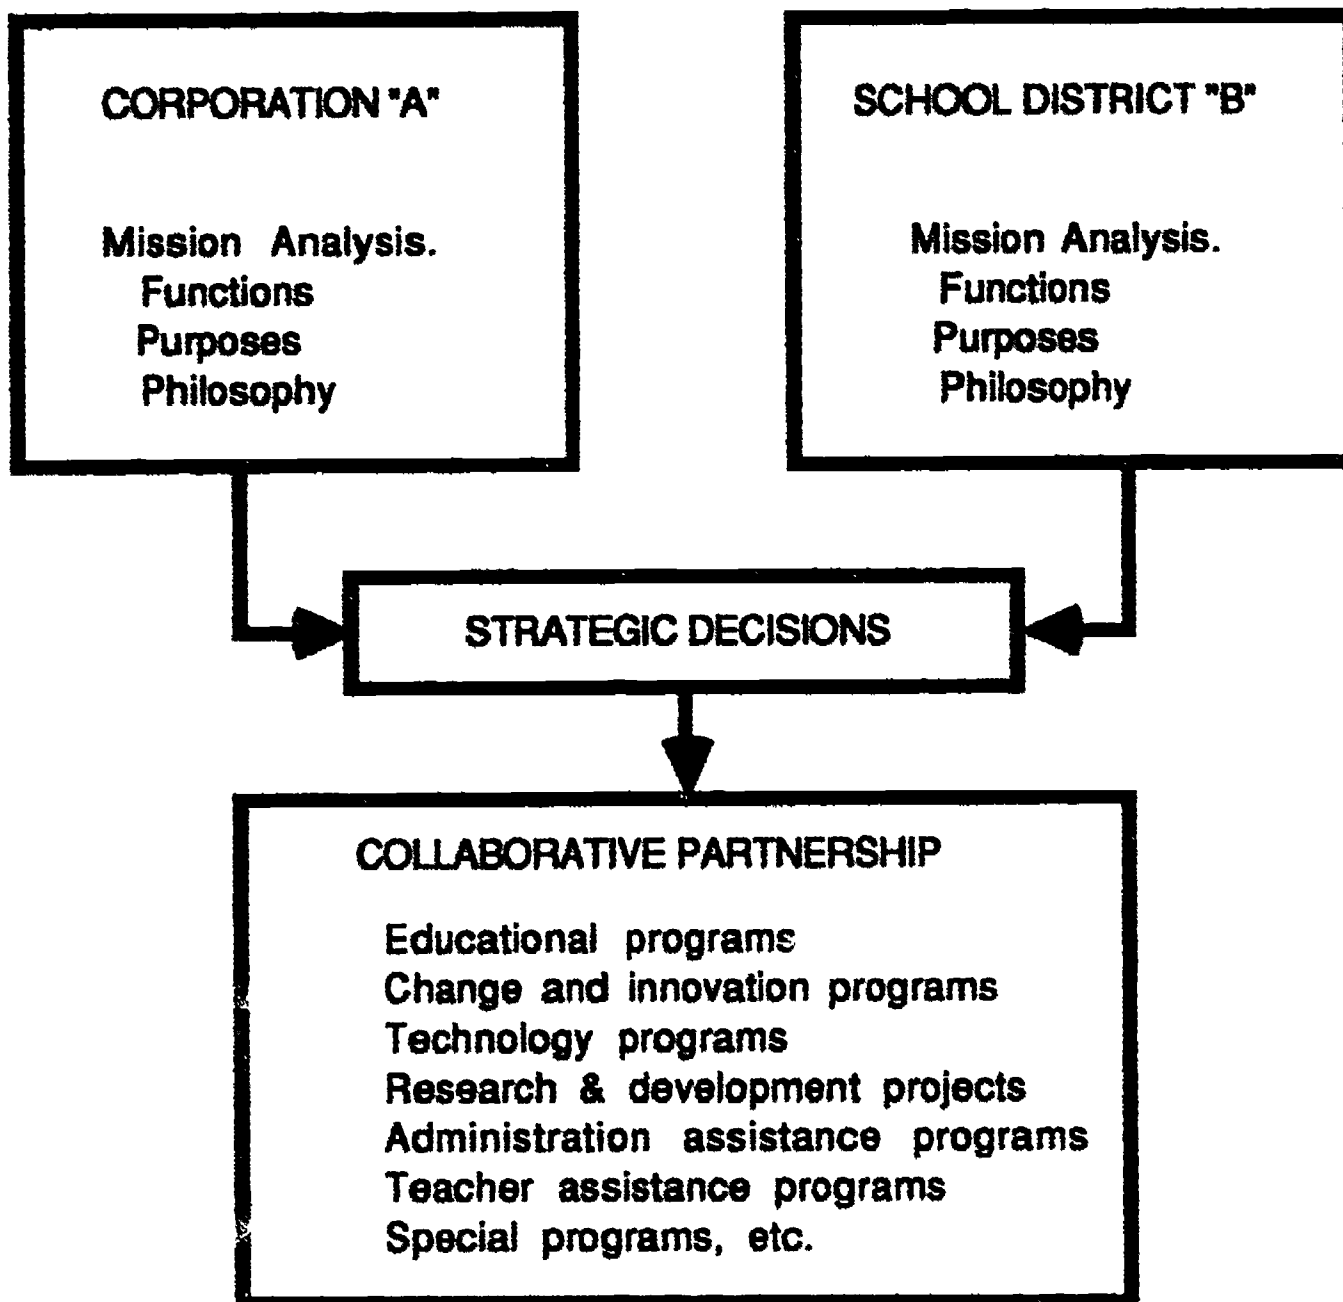 CORPORATION "A"
Mission Analysis.
Functions
Purposes
Philosophy
SCHOOL DISTRICT "B"
Mission Analysis.
Functions
Purposes
Philosophy
STRATEGIC DECISIONS
COLLABORATIVE PARTNERSHIP
Educational programs
Change and innovation programs
Technology programs
Research & development projects
Administration assistance programs
Teacher assistance programs
Special programs, etc.